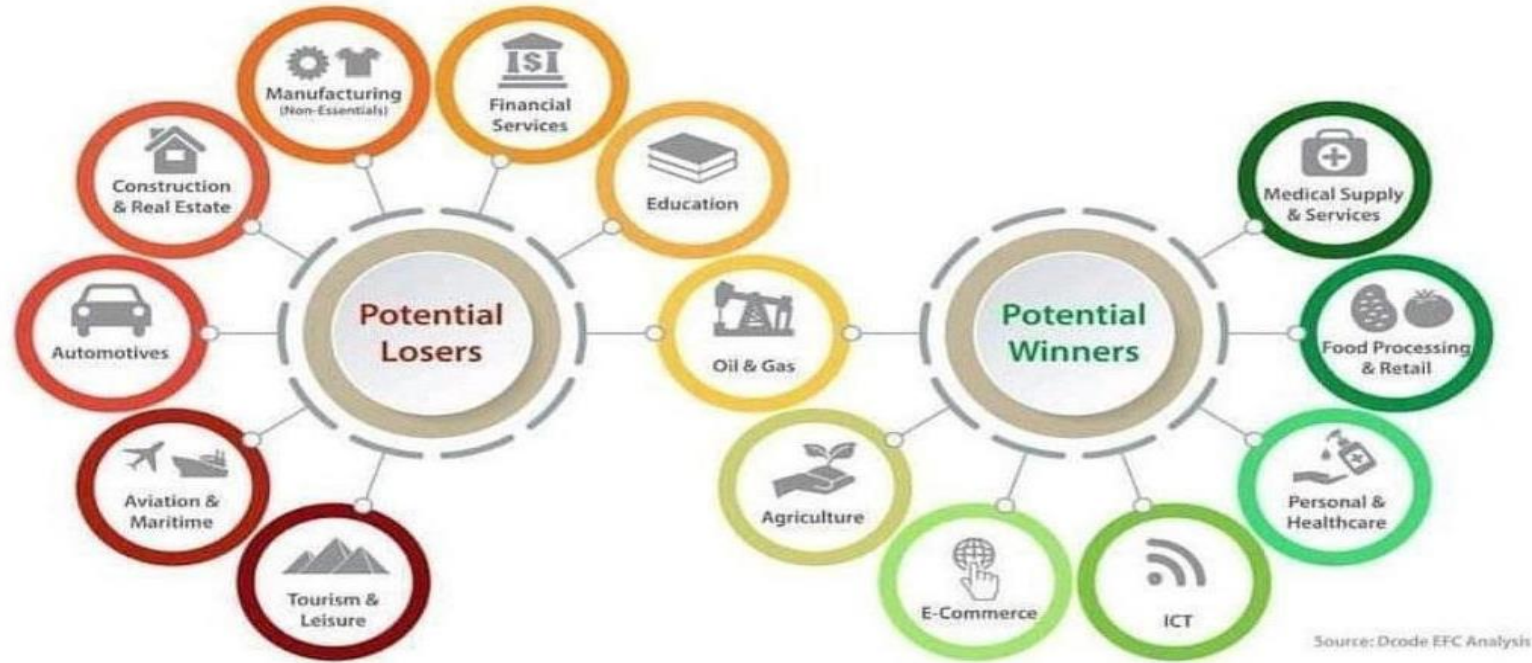 Manufacturing
(Non-Essentials)
$
Financial
Services
Construction
& Real Estate
Education
Medical Supply
& Services
Automotives
Potential
Losers
Oil & Gas
Potential
Winners
Food Processing
& Retail
Aviation &
Maritime
Agriculture
Personal &
Healthcare
Tourism &
Leisure
E-Commerce
ICT
Source: Dcode EFC Analysis